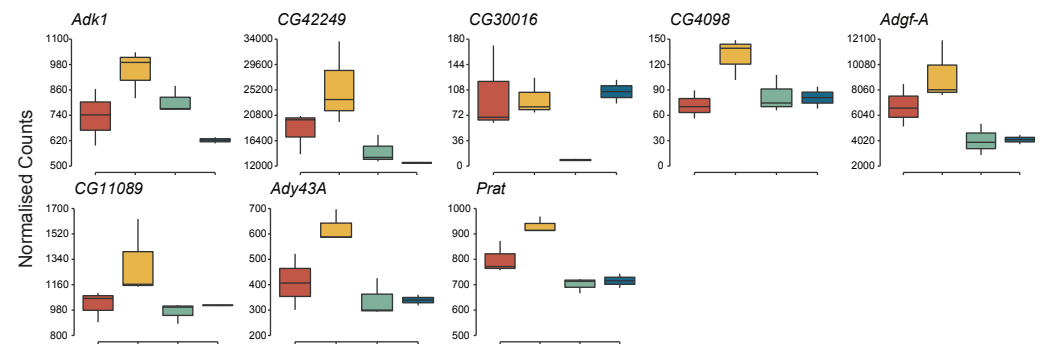 Adk1 CG42249 CG30016 CG4098 Adgf-A
1100 34000 180 150 12100
980 29600 144 120 10080
860 25200 108 90 8060
740 20800 72 60 6040
620 16400 36 30 4020
500 12000 0 0 2000
Normalised Counts
CG11089 Ady43A Prat
1700 700 1000
1520 600 900
1340 500 800
1160 400 700
980 300 600
800 200 500